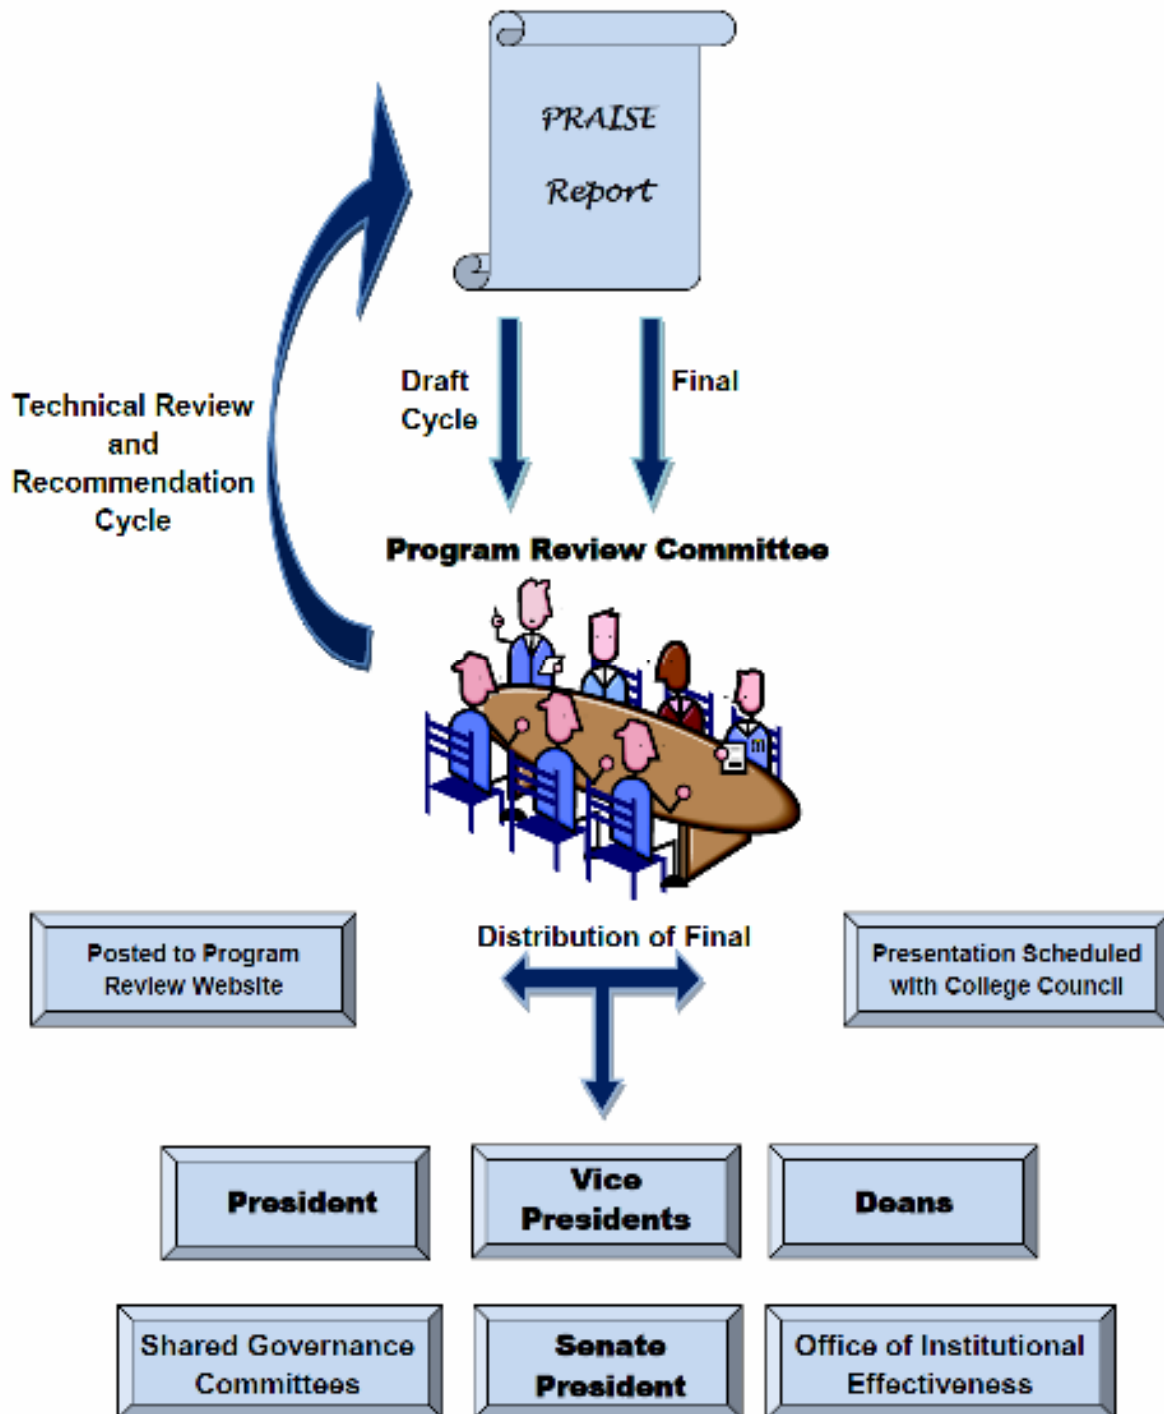 PRAISE
Report
Draft
Cycle
Final
Technical Review
and
Recommendation
Cycle
Program Review Committee
Distribution of Final
Posted to Program
Review Website
Presentation Scheduled
with College Council
President
Vice
Presidents
Deans
Shared Governance
Committees
Senate
President
Office of Institutional
Effectiveness